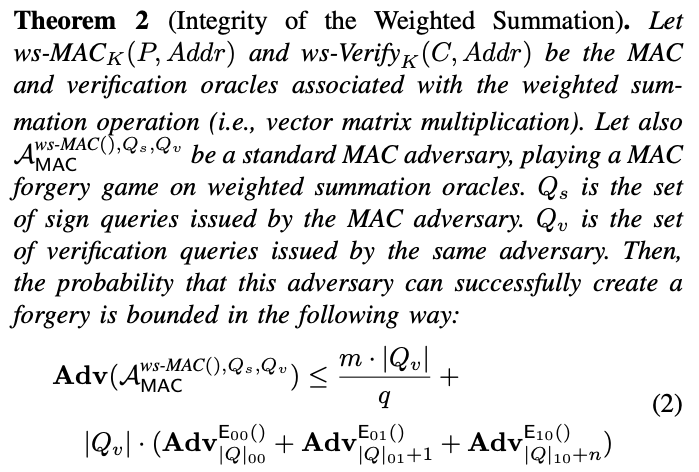 Theorem 2 (Integrity of the Weighted Summation). Let
ws-MAC_K(P, Addr) and ws-Verify_K(C, Addr) be the MAC
and verification oracles associated with the weighted sum-
mation operation (i.e., vector matrix multiplication). Let also
𝒜_MAC^{ws-MAC(),Q_s,Q_v} be a standard MAC adversary, playing a MAC
forgery game on weighted summation oracles. Q_s is the set
of sign queries issued by the MAC adversary. Q_v is the set
of verification queries issued by the same adversary. Then,
the probability that this adversary can successfully create a
forgery is bounded in the following way:
Adv(𝒜_MAC^{ws-MAC(),Q_s,Q_v}) ≤ \frac{m · |Q_v|}{q} +
|Q_v| · (Adv_{|Q|_{00}}^{E_{00}()} + Adv_{|Q|_{01}+1}^{E_{01}()} + Adv_{|Q|_{10}+n}^{E_{10}()}) (2)